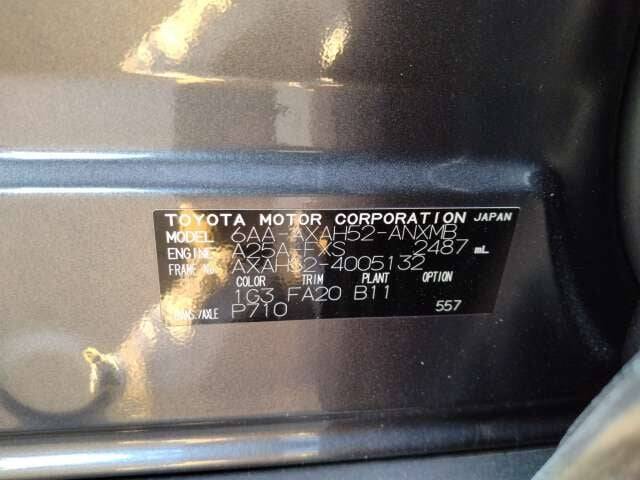 TOYOTA MOTOR CORPORATION JAPAN
MODEL 6AA-AXAH52-ANXMB
ENGINE A25A-FXS 2487 mL
FRAME NO. AXAH52-4005132
COLOR TRIM PLANT OPTION
1G3 FA20 B11
TRANS./AXLE P710 557